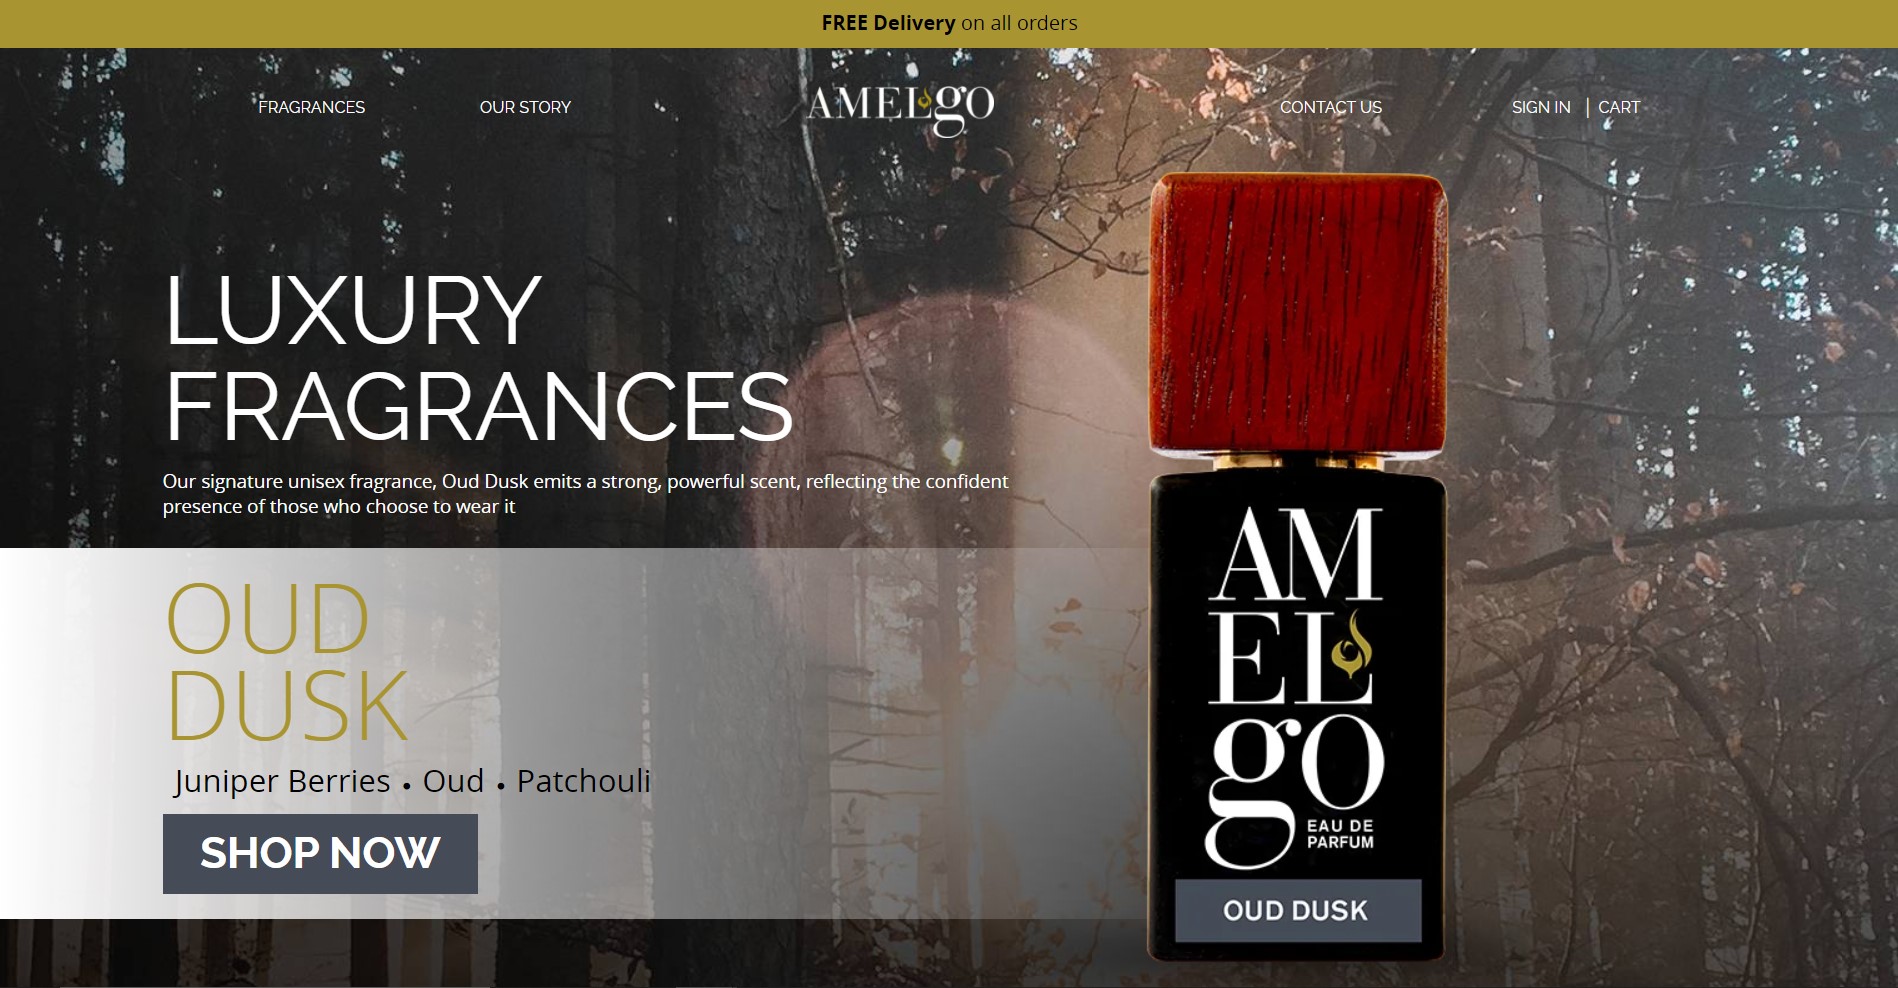 FREE Delivery on all orders
FRAGRANCES
OUR STORY
AMELgO
CONTACT US
SIGN IN | CART
LUXURY
FRAGRANCES
Our signature unisex fragrance, Oud Dusk emits a strong, powerful scent, reflecting the confident
presence of those who choose to wear it
OUD
DUSK
Juniper Berries • Oud • Patchouli
SHOP NOW
AM
EL
gO
EAU DE
PARFUM
OUD DUSK